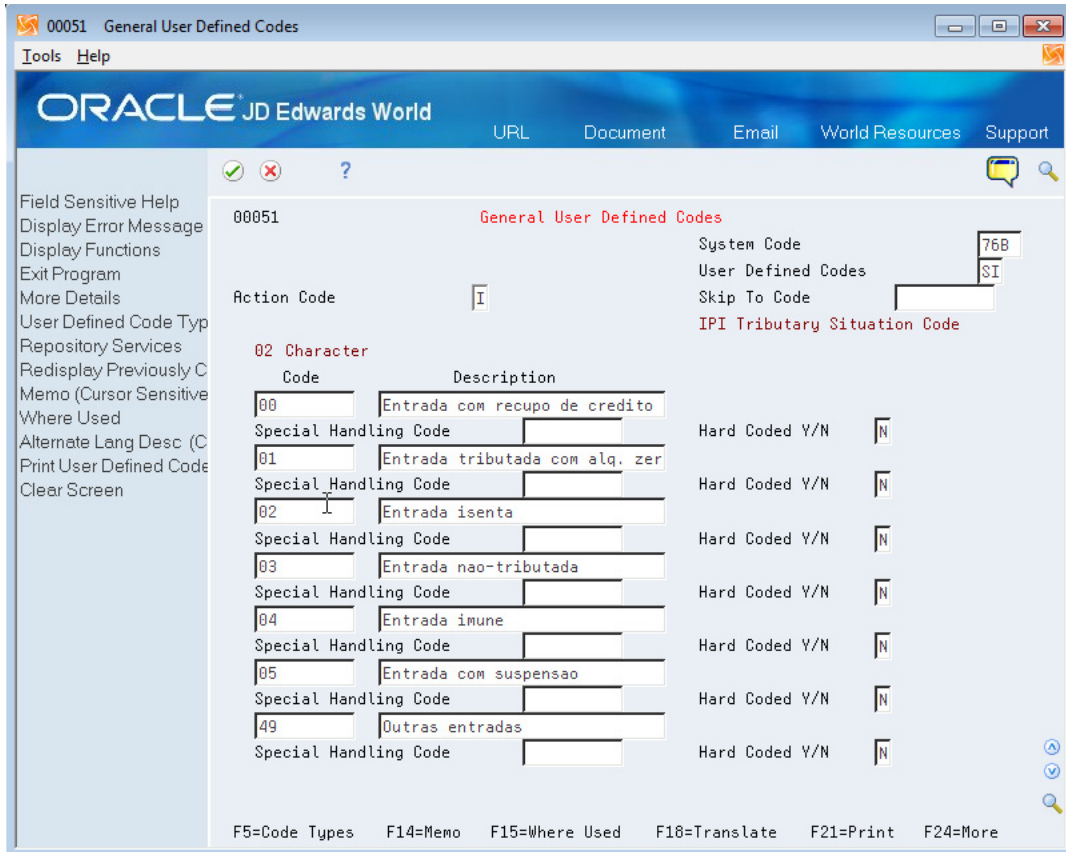 00051 General User Defined Codes
Tools Help
ORACLE JD Edwards World
URL Document Email World Resources Support
?
Field Sensitive Help
Display Error Message
Display Functions
Exit Program
More Details
User Defined Code Typ
Repository Services
Redisplay Previously C
Memo (Cursor Sensitive
Where Used
Alternate Lang Desc (C
Print User Defined Code
Clear Screen
00051 General User Defined Codes
System Code 76B
User Defined Codes SI
Action Code I Skip To Code
IPI Tributary Situation Code
02 Character
Code Description
00 Entrada com recupo de credito
Special Handling Code Hard Coded Y/N N
01 Entrada tributada com alq. zer
Special Handling Code Hard Coded Y/N N
02 Entrada isenta
Special Handling Code Hard Coded Y/N N
03 Entrada nao-tributada
Special Handling Code Hard Coded Y/N N
04 Entrada imune
Special Handling Code Hard Coded Y/N N
05 Entrada com suspensao
Special Handling Code Hard Coded Y/N N
49 Outras entradas
Special Handling Code Hard Coded Y/N N
F5=Code Types F14=Memo F15=Where Used F18=Translate F21=Print F24=More